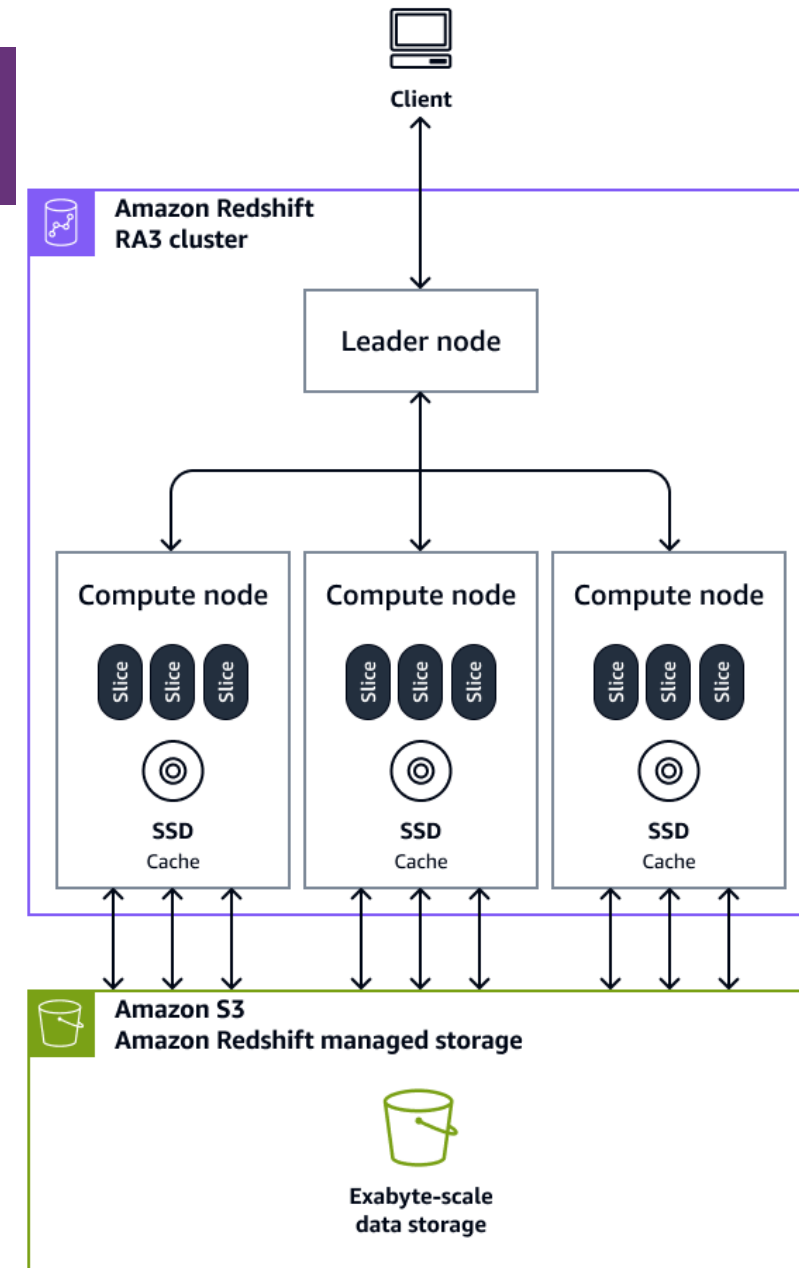 Client
Amazon Redshift
RA3 cluster
Leader node
Compute node
Slice Slice Slice
SSD
Cache
Compute node
Slice Slice Slice
SSD
Cache
Compute node
Slice Slice Slice
SSD
Cache
Amazon S3
Amazon Redshift managed storage
Exabyte-scale
data storage